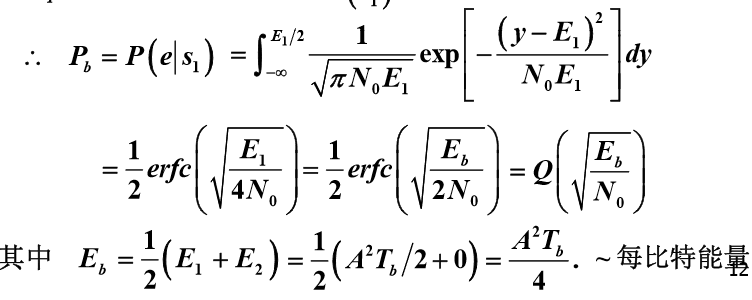 ∴ P_b = P(e|s_1) = ∫_{-∞}^{E_1/2} \frac{1}{\sqrt{πN_0E_1}} exp[-\frac{(y-E_1)^2}{N_0E_1}] dy
= \frac{1}{2} erfc(\sqrt{\frac{E_1}{4N_0}}) = \frac{1}{2} erfc(\sqrt{\frac{E_b}{2N_0}}) = Q(\sqrt{\frac{E_b}{N_0}})
其中 E_b = \frac{1}{2}(E_1 + E_2) = \frac{1}{2}(A^2T_b/2+0) = \frac{A^2T_b}{4}. ~每比特能量
12